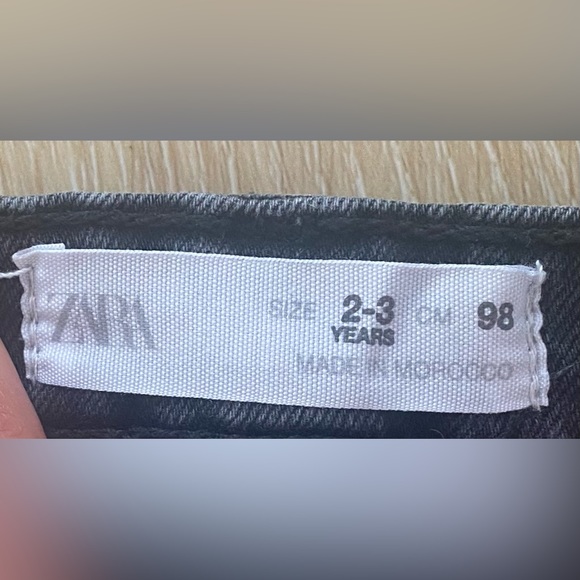 ZARA SIZE 2-3 YEARS CM 98
MADE IN MOROCCO